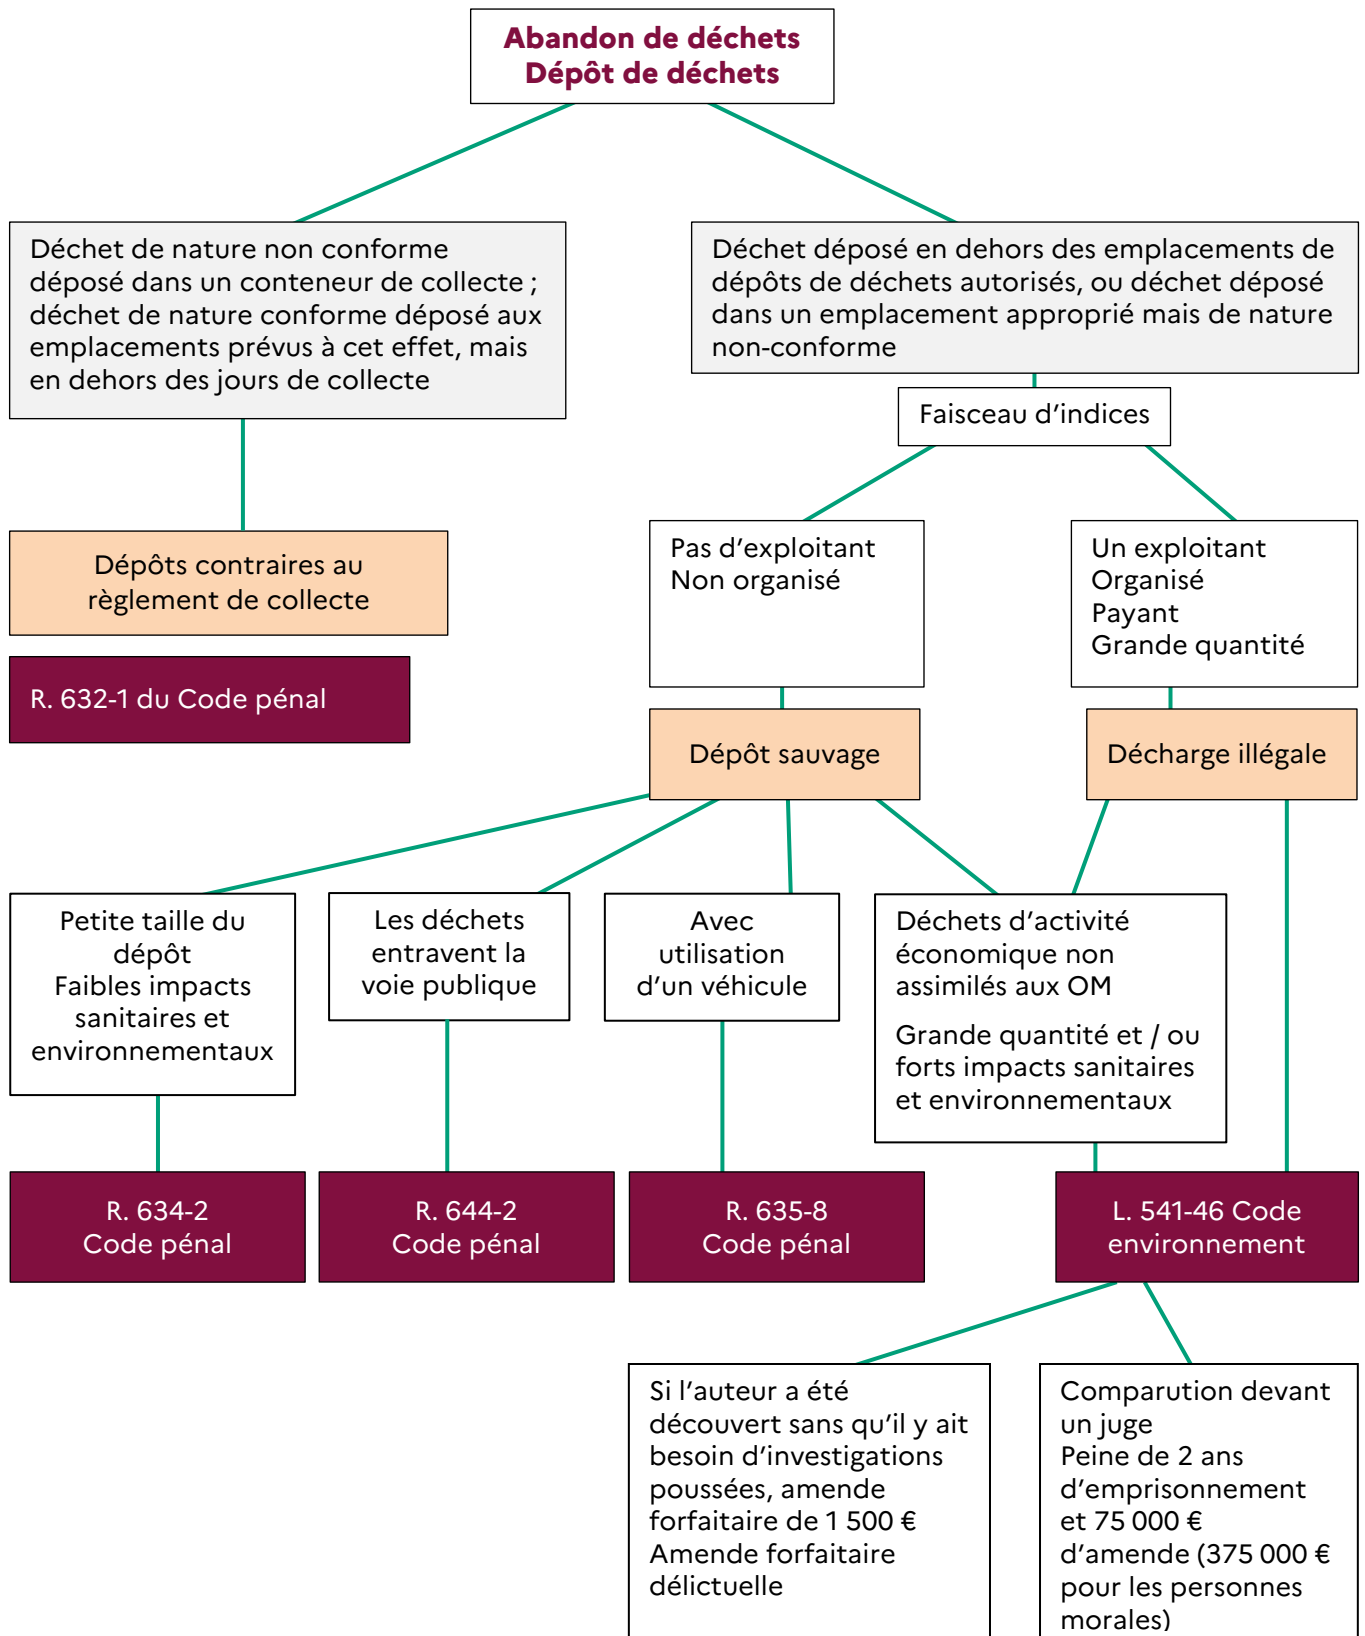 Abandon de déchets
Dépôt de déchets
Déchet de nature non conforme
déposé dans un conteneur de collecte ;
déchet de nature conforme déposé aux
emplacements prévus à cet effet, mais
en dehors des jours de collecte
Déchet déposé en dehors des emplacements de
dépôts de déchets autorisés, ou déchet déposé
dans un emplacement approprié mais de nature
non-conforme
Faisceau d’indices
Dépôts contraires au
règlement de collecte
R. 632-1 du Code pénal
Pas d’exploitant
Non organisé
Un exploitant
Organisé
Payant
Grande quantité
Dépôt sauvage
Décharge illégale
Petite taille du
dépôt
Faibles impacts
sanitaires et
environnementaux
Les déchets
entravent la
voie publique
Avec
utilisation
d’un véhicule
Déchets d’activité
économique non
assimilés aux OM
Grande quantité et / ou
forts impacts sanitaires
et environnementaux
R. 634-2
Code pénal
R. 644-2
Code pénal
R. 635-8
Code pénal
L. 541-46 Code
environnement
Si l’auteur a été
découvert sans qu’il y ait
besoin d’investigations
poussées, amende
forfaitaire de 1 500 €
Amende forfaitaire
délictuelle
Comparution devant
un juge
Peine de 2 ans
d’emprisonnement
et 75 000 €
d’amende (375 000 €
pour les personnes
morales)